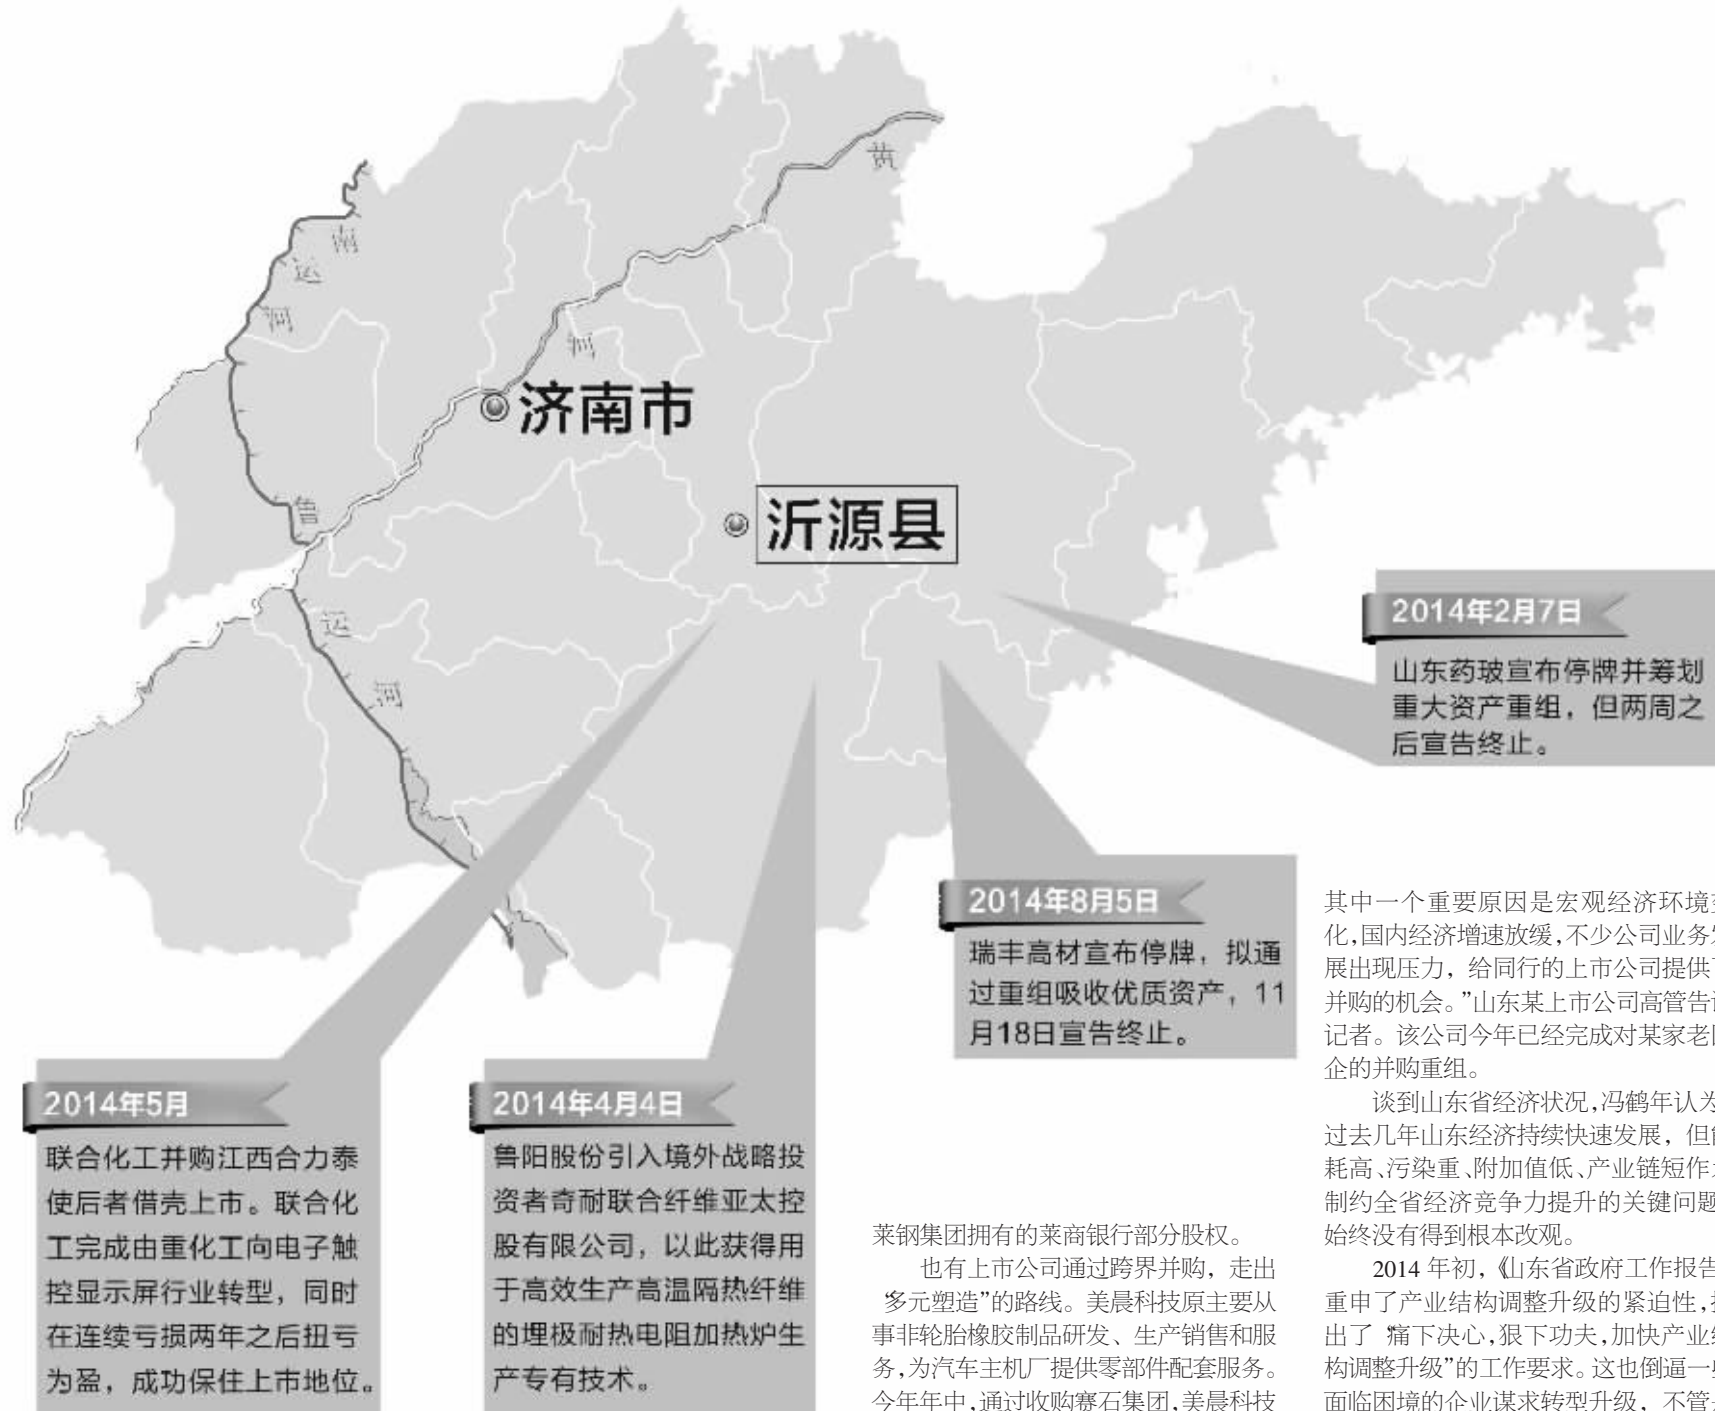 黄
南
运
河
河
济南市
沂源县
鲁
运
河
2014年2月7日
山东药玻宣布停牌并筹划
重大资产重组，但两周之
后宣告终止。
2014年8月5日
瑞丰高材宣布停牌，拟通
过重组吸收优质资产，11
月18日宣告终止。
2014年5月
联合化工并购江西合力泰
使后者借壳上市。联合化
工完成由重化工向电子触
控显示屏行业转型，同时
在连续亏损两年之后扭亏
为盈，成功保住上市地位。
2014年4月4日
鲁阳股份引入境外战略投
资者奇耐联合纤维亚太控
股有限公司，以此获得用
于高效生产高温隔热纤维
的埋极耐热电阻加热炉生
产专有技术。
莱钢集团拥有的莱商银行部分股权。
也有上市公司通过跨界并购，走出
“多元塑造”的路线。美晨科技原主要从
事非轮胎橡胶制品研发、生产销售和服
务，为汽车主机厂提供零部件配套服务。
今年年中，通过收购赛石集团，美晨科技
其中一个重要原因是宏观经济环境
化，国内经济增速放缓，不少公司业务
展出现压力，给同行的上市公司提供
并购的机会。”山东某上市公司高管告
记者。该公司今年已经完成对某家老
企的并购重组。
谈到山东省经济状况，冯鹤年认为
过去几年山东经济持续快速发展，但
耗高、污染重、附加值低、产业链短作
制约全省经济竞争力提升的关键问题
始终没有得到根本改观。
2014 年初，《山东省政府工作报告
重申了产业结构调整升级的紧迫性，
出了“痛下决心，狠下功夫，加快产业
构调整升级”的工作要求。这也倒逼一
面临困境的企业谋求转型升级，不管